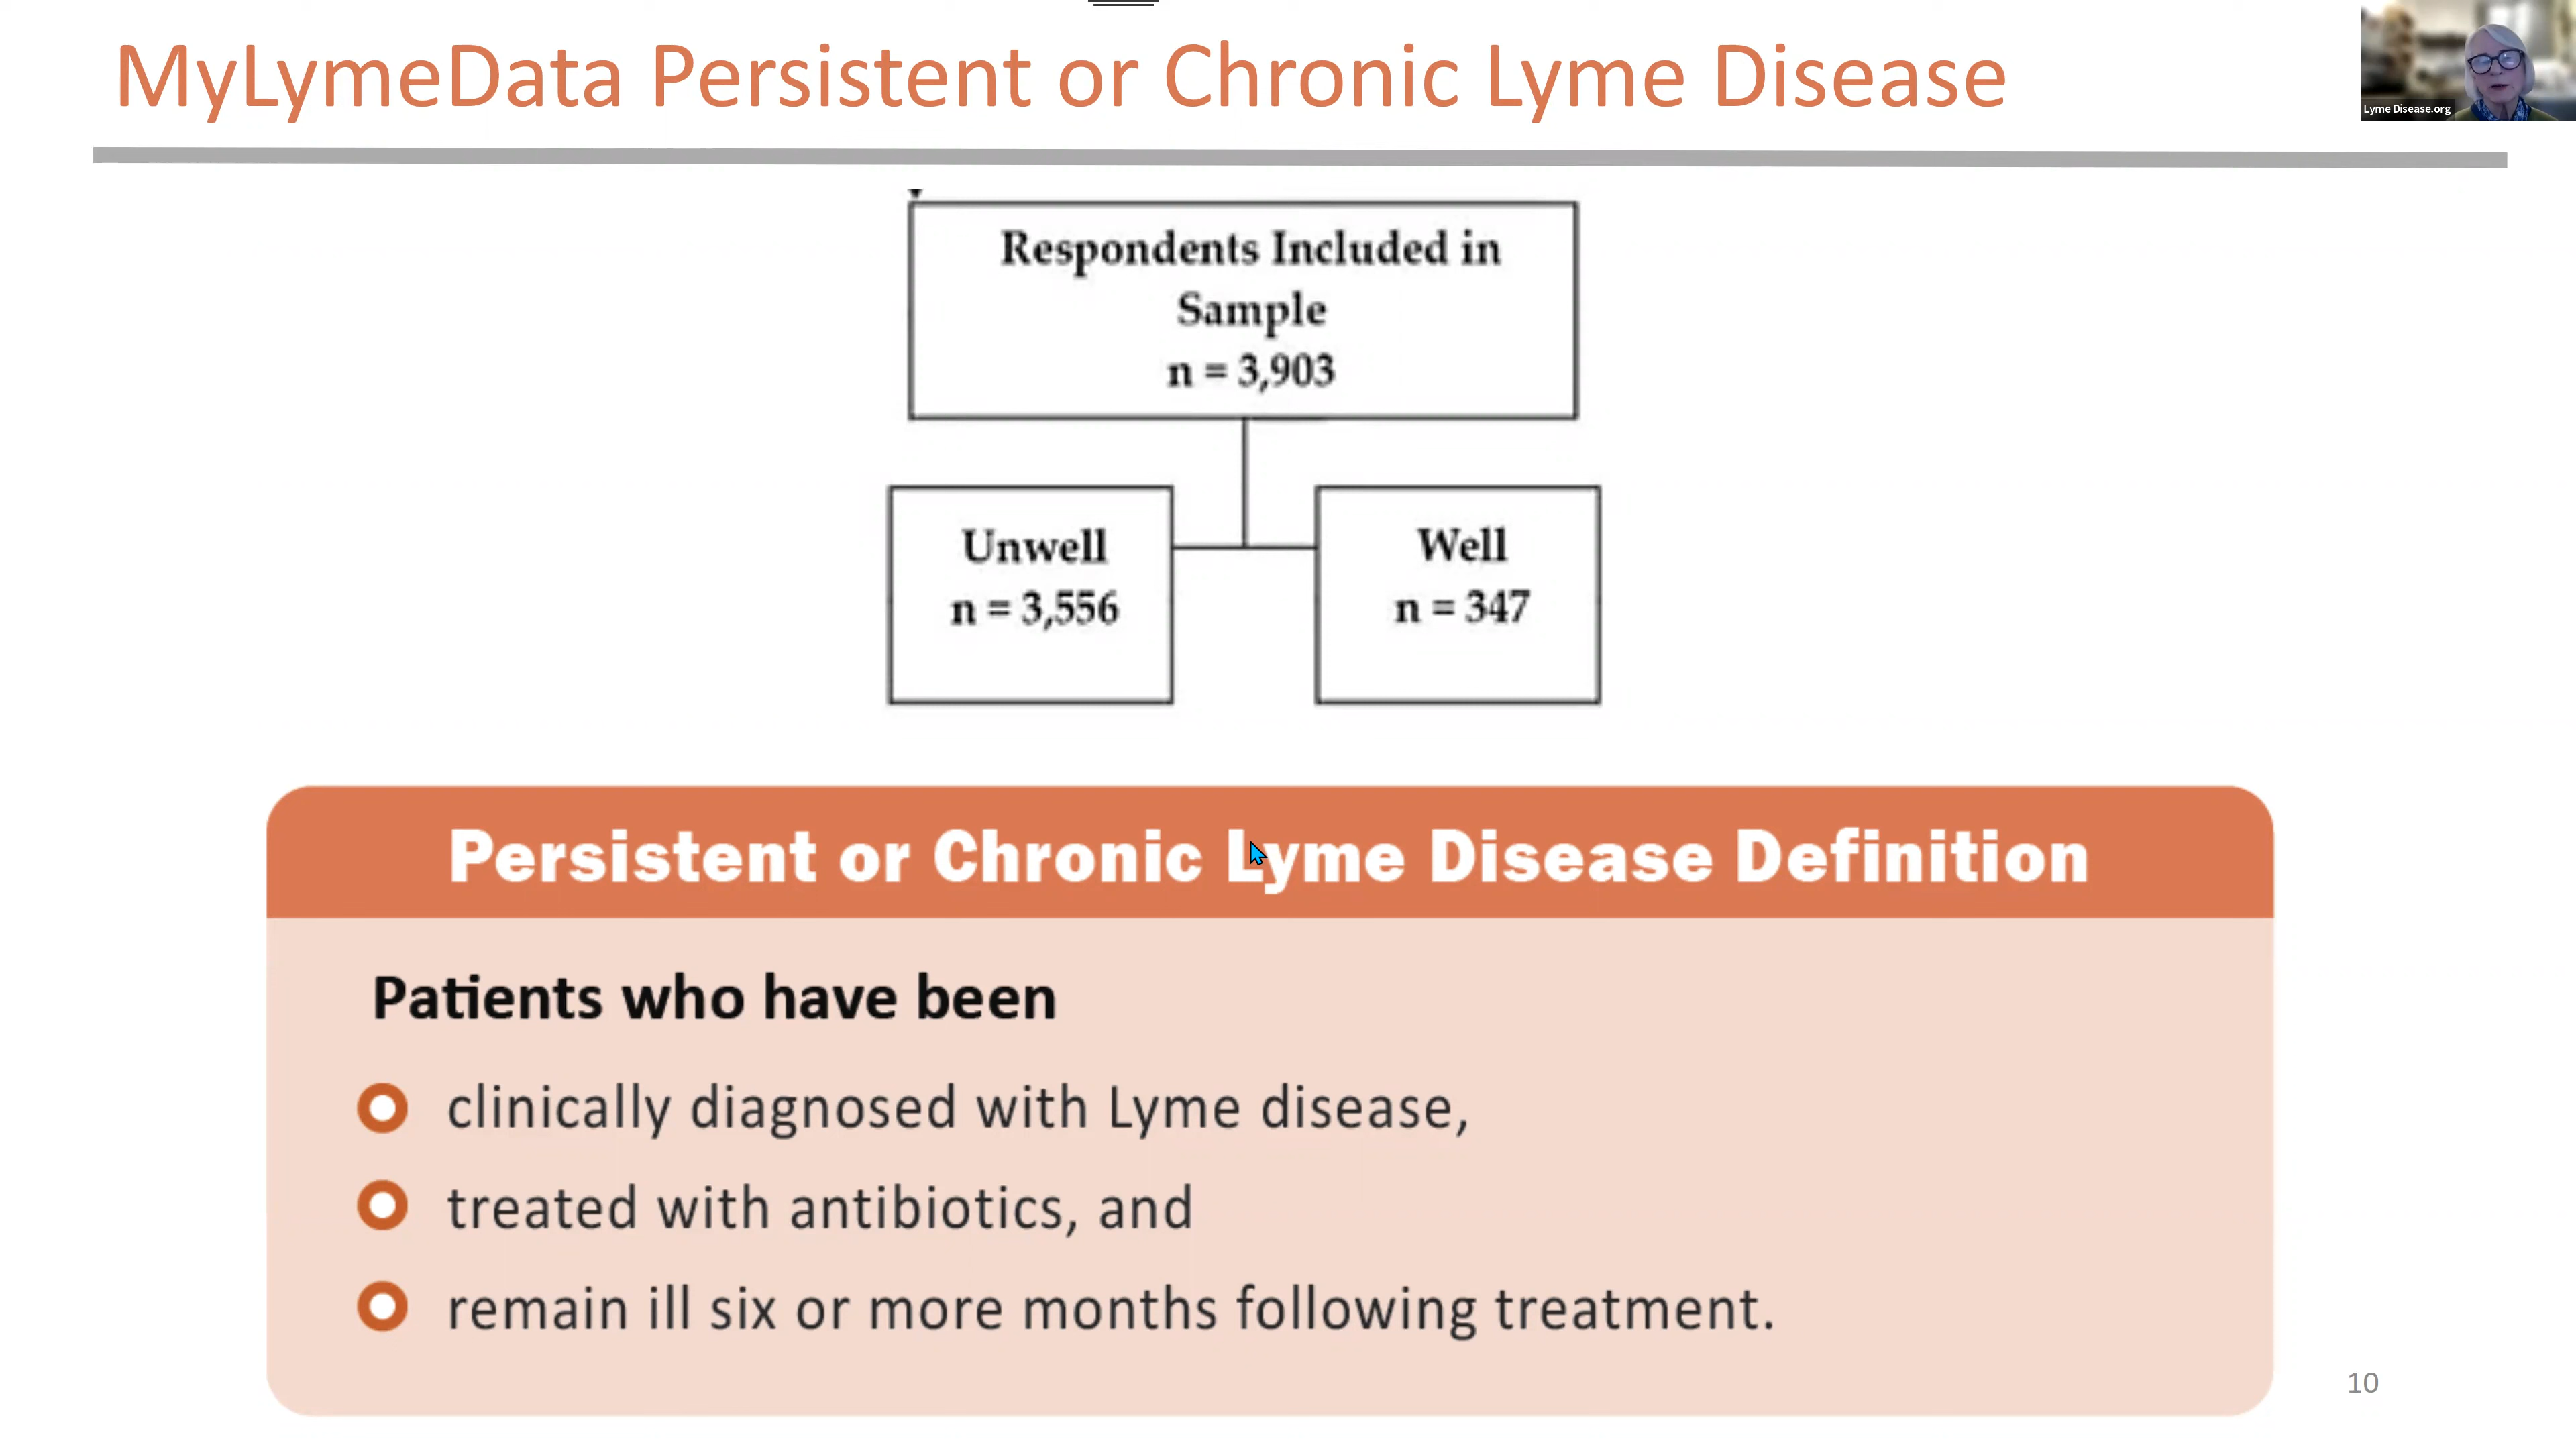 MyLymeData Persistent or Chronic Lyme Disease
Lyme Disease.org
Respondents Included in
Sample
n = 3,903
Unwell
n = 3,556
Well
n = 347
Persistent or Chronic Lyme Disease Definition
Patients who have been
clinically diagnosed with Lyme disease,
treated with antibiotics, and
remain ill six or more months following treatment.
10